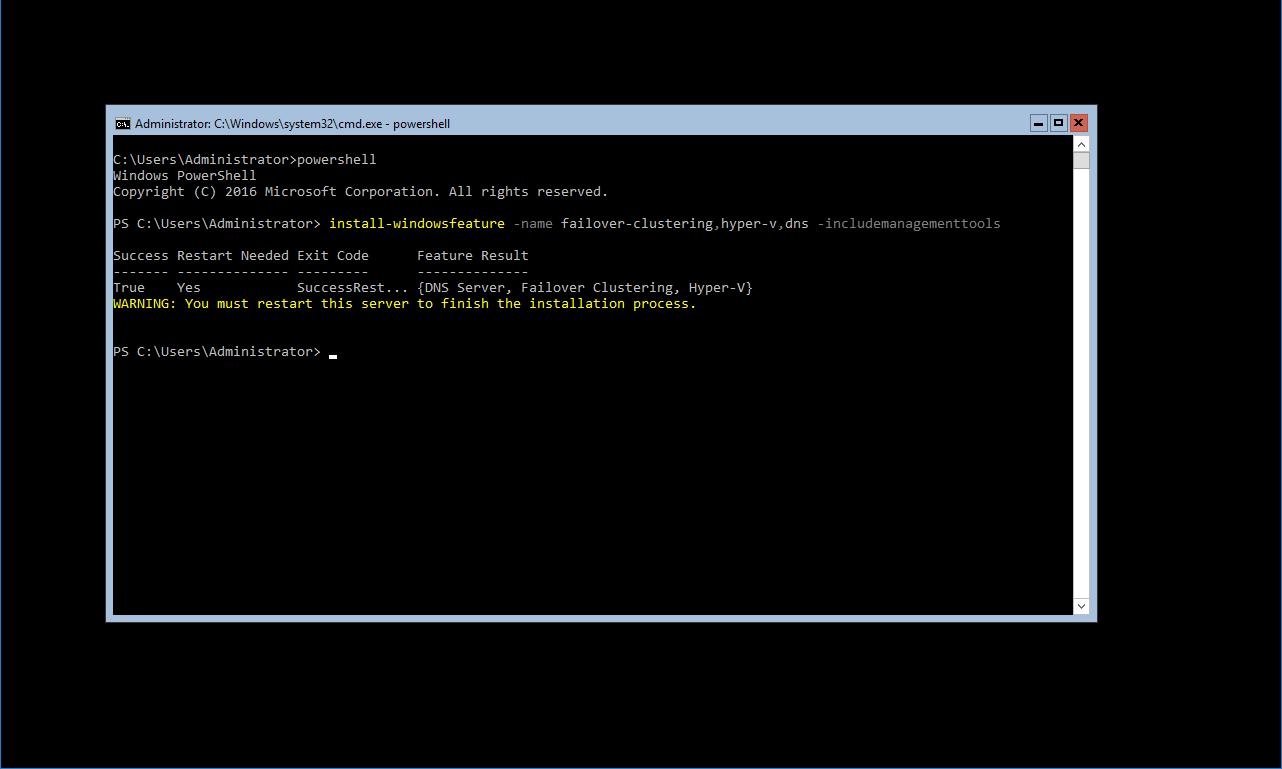 Administrator: C:\Windows\system32\cmd.exe - powershell
C:\Users\Administrator>powershell
Windows PowerShell
Copyright (C) 2016 Microsoft Corporation. All rights reserved.
PS C:\Users\Administrator> install-windowsfeature -name failover-clustering,hyper-v,dns -includemanagementtools
Success Restart Needed Exit Code      Feature Result
------- -------------- ---------      --------------
True    Yes            SuccessRest... {DNS Server, Failover Clustering, Hyper-V}
WARNING: You must restart this server to finish the installation process.
PS C:\Users\Administrator>